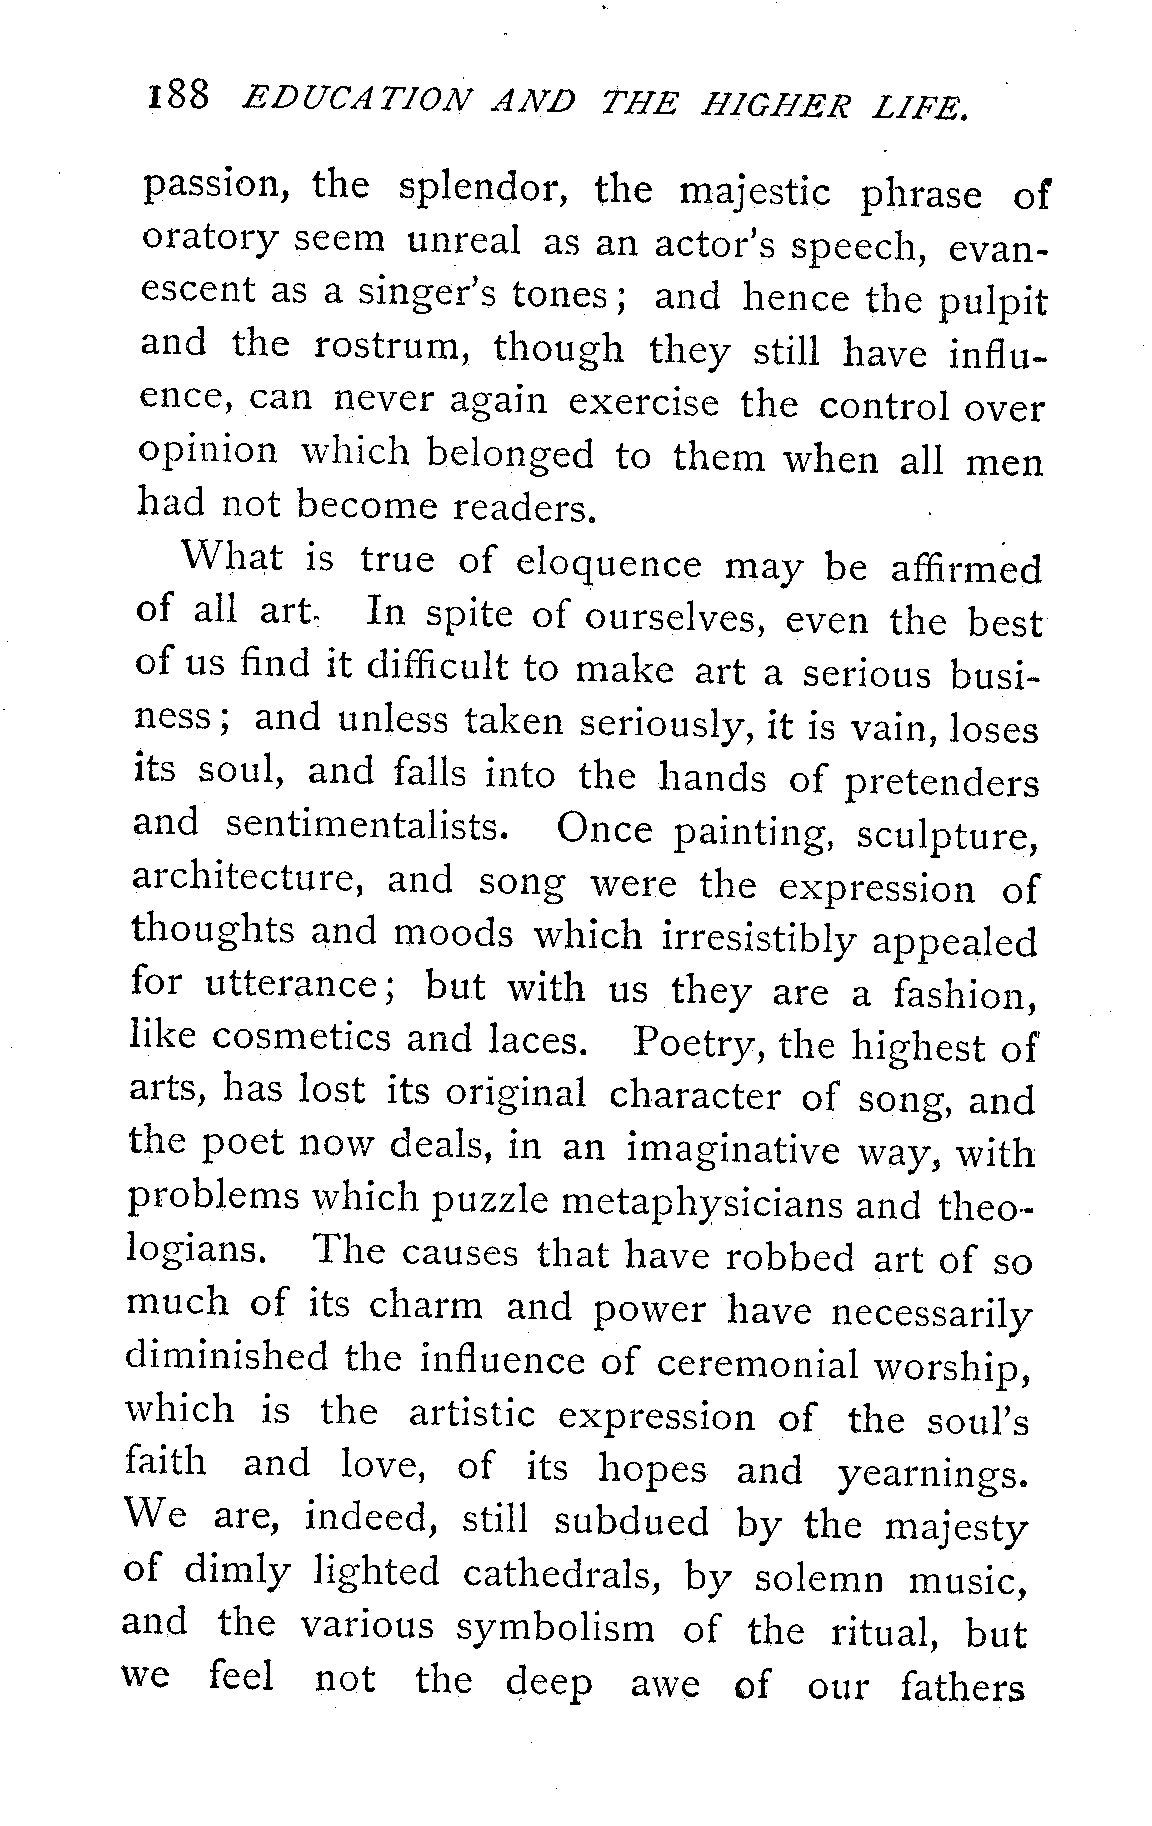 188 EDUCATION AND THE HIGHER LIFE.
passion, the splendor, the majestic phrase of
oratory seem unreal as an actor's speech, evan-
escent as a singer's tones; and hence the pulpit
and the rostrum, though they still have influ-
ence, can never again exercise the control over
opinion which belonged to them when all men
had not become readers.
What is true of eloquence may be affirmed
of all art. In spite of ourselves, even the best
of us find it difficult to make art a serious busi-
ness; and unless taken seriously, it is vain, loses
its soul, and falls into the hands of pretenders
and sentimentalists. Once painting, sculpture,
architecture, and song were the expression of
thoughts and moods which irresistibly appealed
for utterance; but with us they are a fashion,
like cosmetics and laces. Poetry, the highest of
arts, has lost its original character of song, and
the poet now deals, in an imaginative way, with
problems which puzzle metaphysicians and theo-
logians. The causes that have robbed art of so
much of its charm and power have necessarily
diminished the influence of ceremonial worship,
which is the artistic expression of the soul's
faith and love, of its hopes and yearnings.
We are, indeed, still subdued by the majesty
of dimly lighted cathedrals, by solemn music,
and the various symbolism of the ritual, but
we feel not the deep awe of our fathers